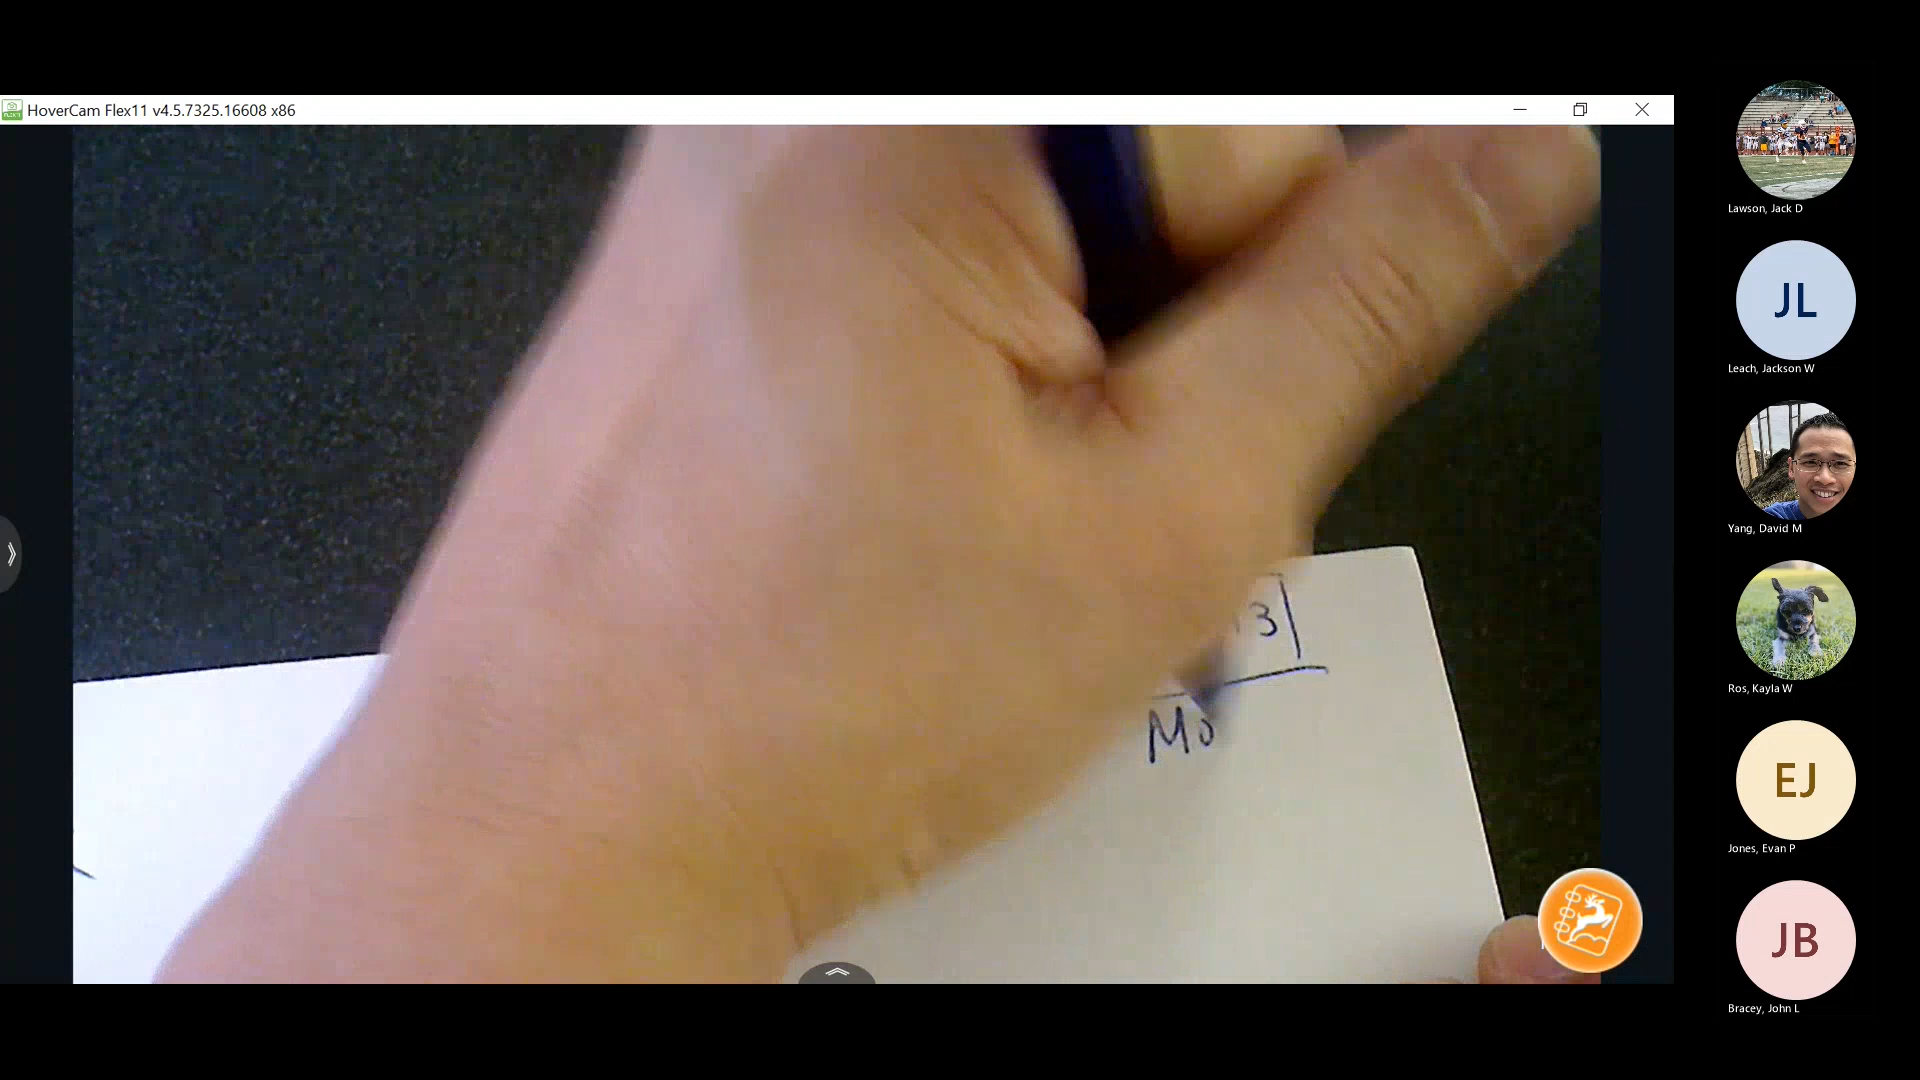 HoverCam Flex11 v4.5.7325.16608 x86
3
Mo
Lawson, Jack D
JL
Leach, Jackson W
Yang, David M
Ros, Kayla W
EJ
Jones, Evan P
JB
Bracey, John L